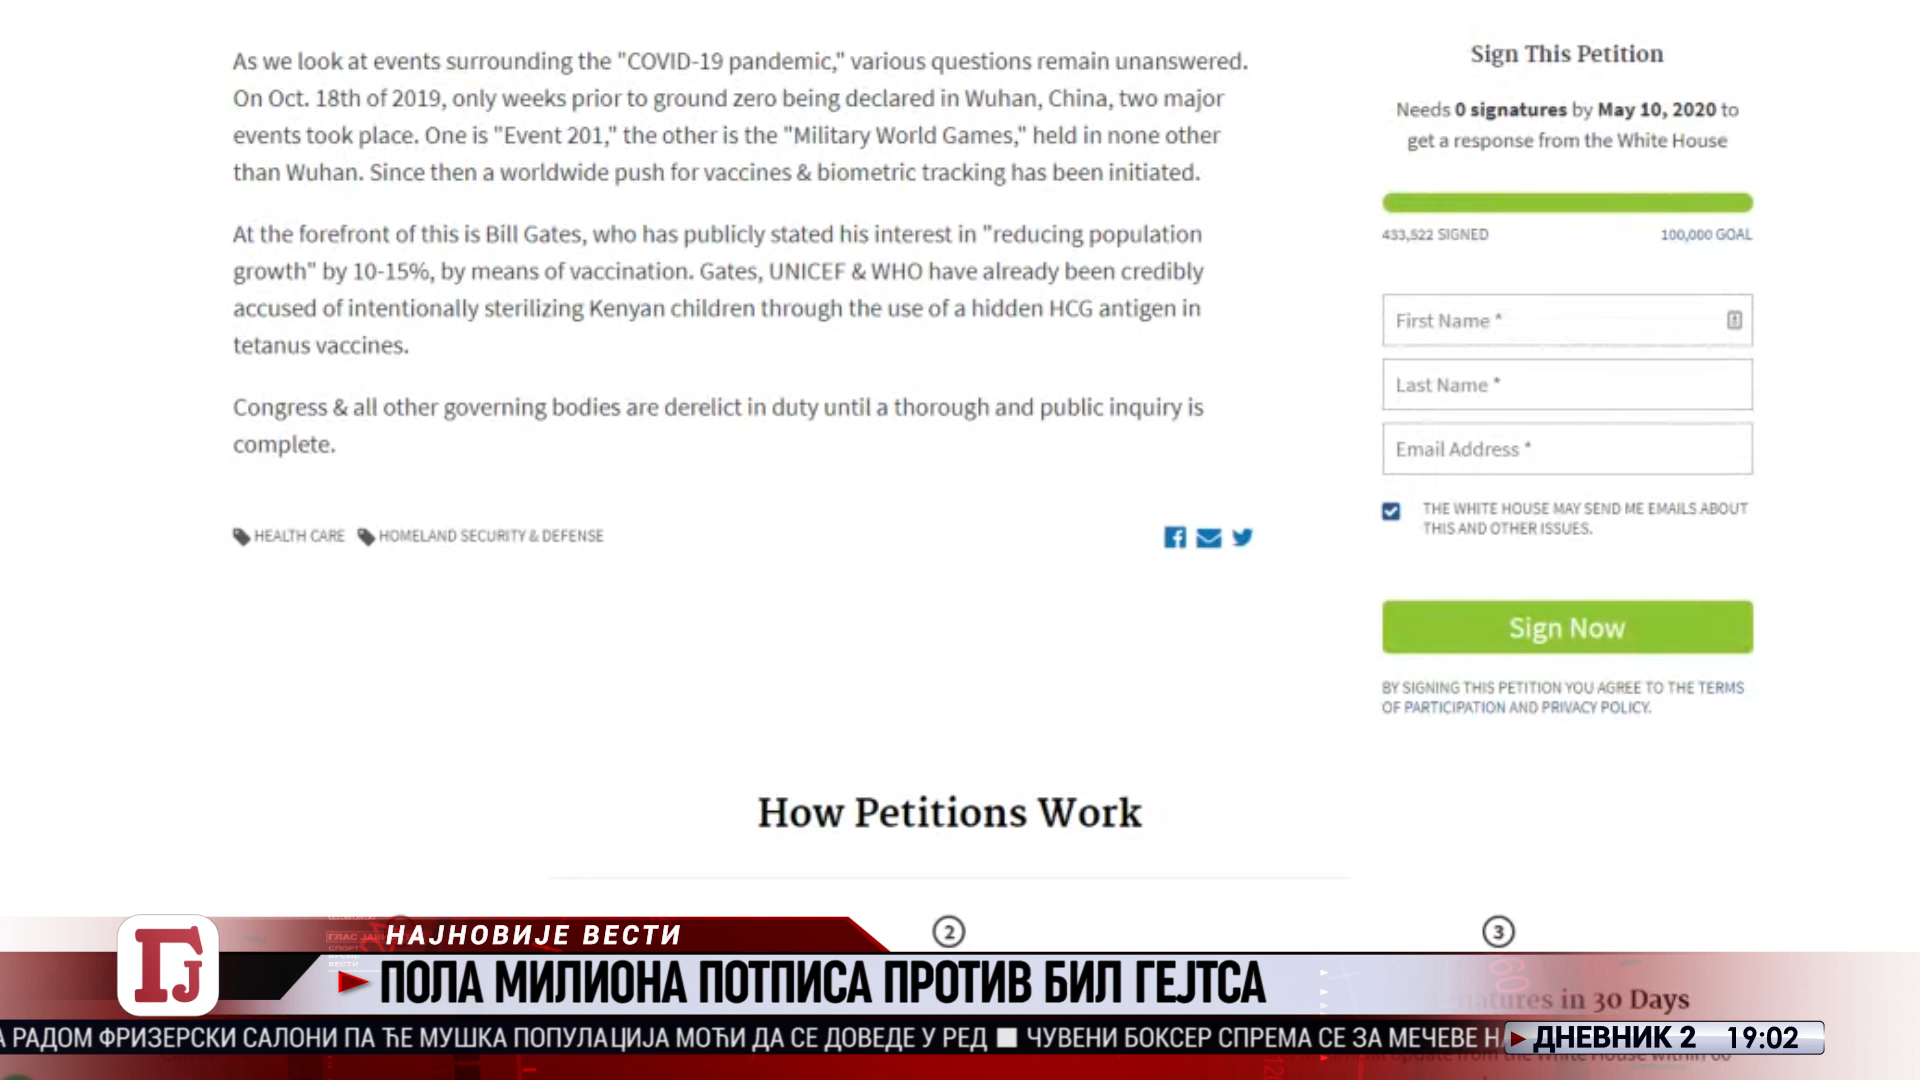 As we look at events surrounding the "COVID-19 pandemic," various questions remain unanswered.
On Oct. 18th of 2019, only weeks prior to ground zero being declared in Wuhan, China, two major
events took place. One is "Event 201," the other is the "Military World Games," held in none other
than Wuhan. Since then a worldwide push for vaccines & biometric tracking has been initiated.
At the forefront of this is Bill Gates, who has publicly stated his interest in "reducing population
growth" by 10-15%, by means of vaccination. Gates, UNICEF & WHO have already been credibly
accused of intentionally sterilizing Kenyan children through the use of a hidden HCG antigen in
tetanus vaccines.
Congress & all other governing bodies are derelict in duty until a thorough and public inquiry is
complete.
HEALTH CARE HOMELAND SECURITY & DEFENSE
Sign This Petition
Needs 0 signatures by May 10, 2020 to
get a response from the White House
433,522 SIGNED 100,000 GOAL
First Name *
Last Name *
Email Address *
THE WHITE HOUSE MAY SEND ME EMAILS ABOUT
THIS AND OTHER ISSUES.
Sign Now
BY SIGNING THIS PETITION YOU AGREE TO THE TERMS
OF PARTICIPATION AND PRIVACY POLICY.
How Petitions Work
2 3
in 30 Days
ГЈ
НАЈНОВИЈЕ ВЕСТИ
ПОЛА МИЛИОНА ПОТПИСА ПРОТИВ БИЛ ГЕЈТСА
А РАДОМ ФРИЗЕРСКИ САЛОНИ ПА ЋЕ МУШКА ПОПУЛАЦИЈА МОЋИ ДА СЕ ДОВЕДЕ У РЕД ■ ЧУВЕНИ БОКСЕР СПРЕМА СЕ ЗА МЕЧЕВЕ
ДНЕВНИК 2 19:02